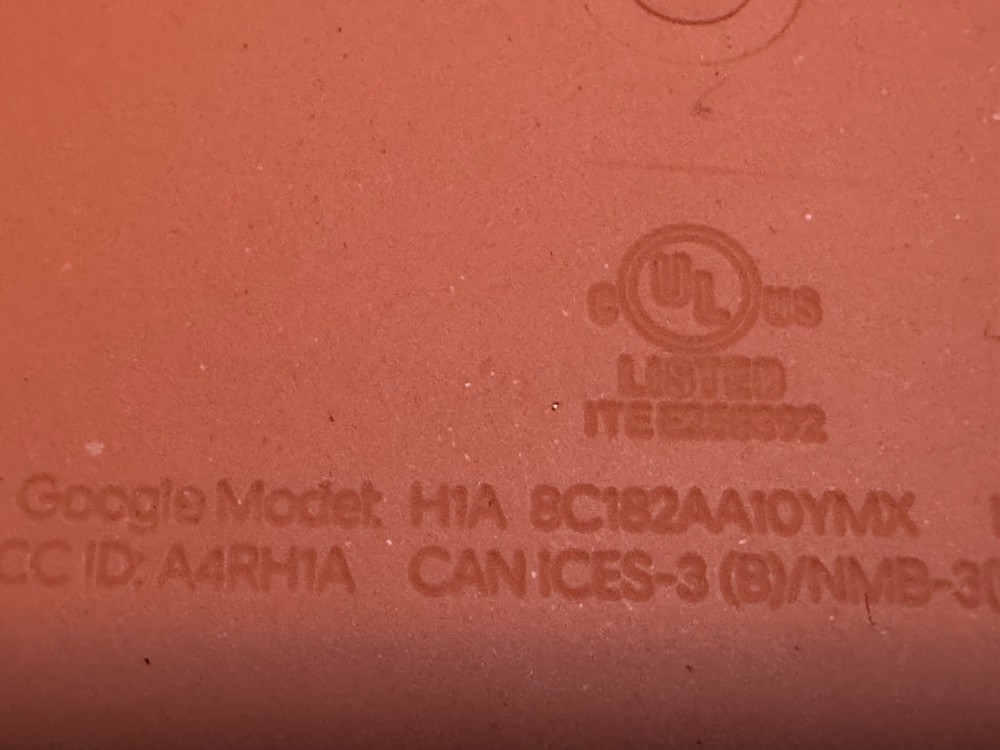 C UL US
LISTED
ITE
Google Model: H1A 8C182AA10YMX
CC ID: A4RH1A CAN ICES-3 (B)/NMB-3(